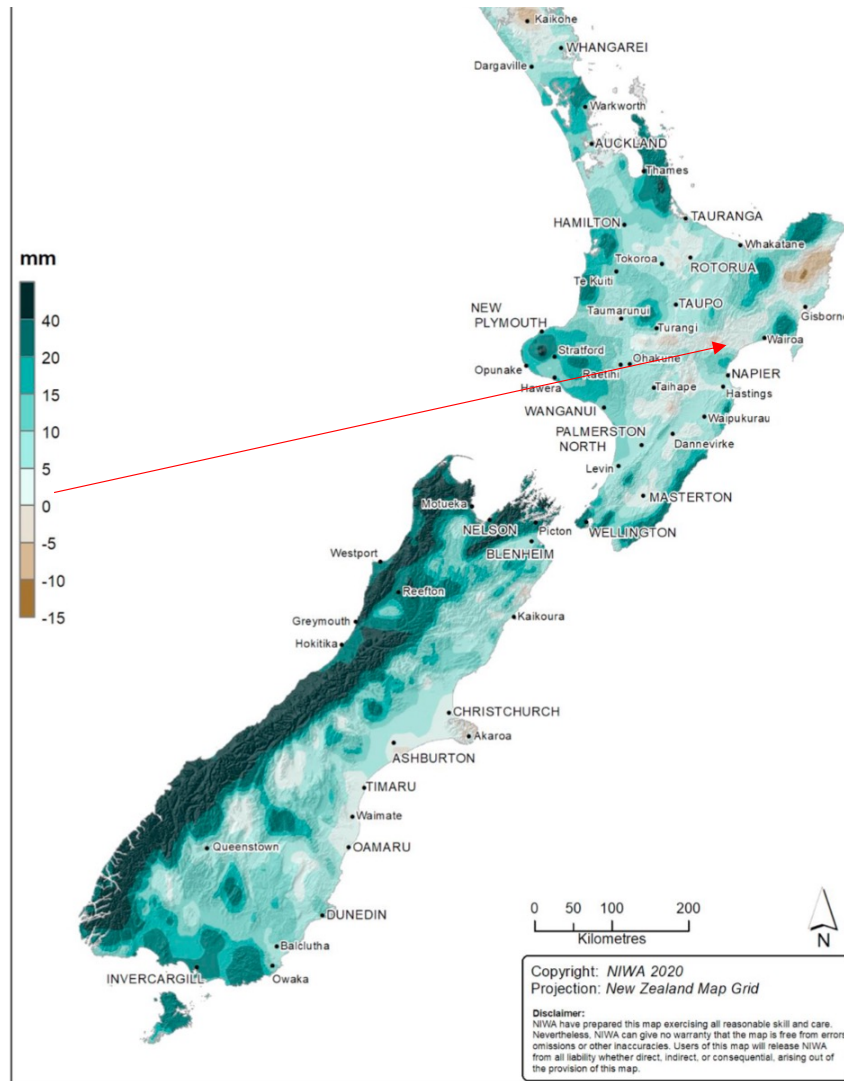 Kaikohe
WHANGAREI
Dargaville
Warkworth
AUCKLAND
Thames
HAMILTON
TAURANGA
Whakatane
Tokoroa
ROTORUA
Te Kuiti
TAUPO
Taumarunui
Gisborne
NEW
PLYMOUTH
Turangi
Wairoa
Stratford
Ohakune
Opunake
Raetihi
NAPIER
Hawera
Taihape
Hastings
WANGANUI
Waipukurau
PALMERSTON
NORTH
Dannevirke
Levin
MASTERTON
WELLINGTON
mm
40
20
15
10
5
0
-5
-10
-15
Motueka
NELSON
Picton
BLENHEIM
Westport
Reefton
Kaikoura
Greymouth
Hokitika
CHRISTCHURCH
Akaroa
ASHBURTON
TIMARU
Waimate
Queenstown
OAMARU
DUNEDIN
Balclutha
INVERCARGILL
Owaka
0 50 100 200
Kilometres
N
Copyright: NIWA 2020
Projection: New Zealand Map Grid
Disclaimer:
NIWA have prepared this map exercising all reasonable skill and care.
Nevertheless, NIWA can give no warranty that the map is free from errors
omissions or other inaccuracies. Users of this map will release NIWA
from all liability whether direct, indirect, or consequential, arising out of
the provision of this map.